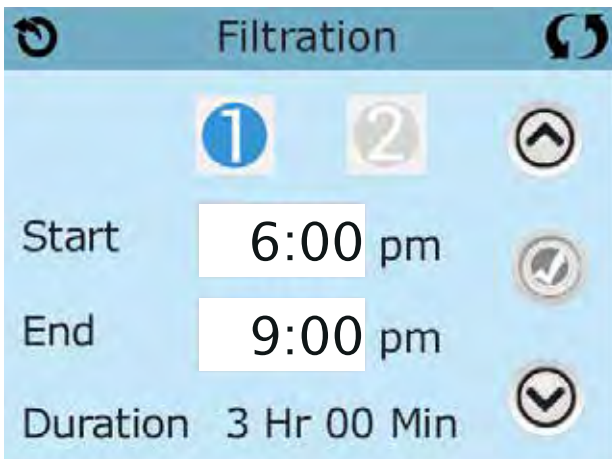 Filtration
1 2
Start 6:00 pm
End 9:00 pm
Duration 3 Hr 00 Min